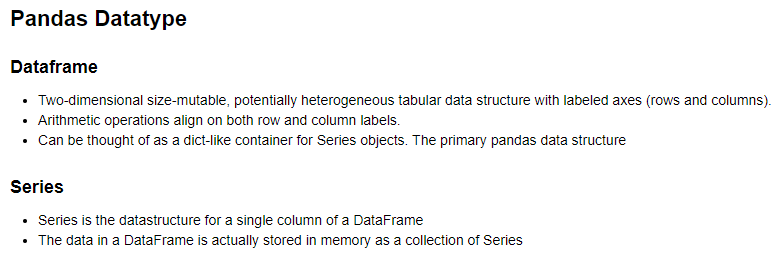 Pandas Datatype
Dataframe
• Two-dimensional size-mutable, potentially heterogeneous tabular data structure with labeled axes (rows and columns).
• Arithmetic operations align on both row and column labels.
• Can be thought of as a dict-like container for Series objects. The primary pandas data structure
Series
• Series is the datastructure for a single column of a DataFrame
• The data in a DataFrame is actually stored in memory as a collection of Series